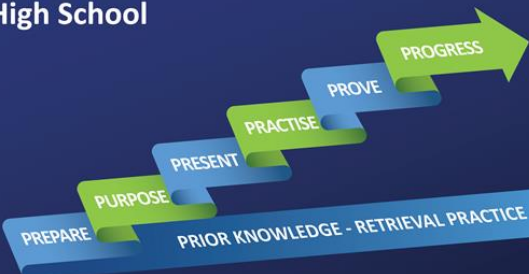 High School
PROGRESS
PROVE
PRACTISE
PRESENT
PURPOSE
PREPARE
PRIOR KNOWLEDGE - RETRIEVAL PRACTICE